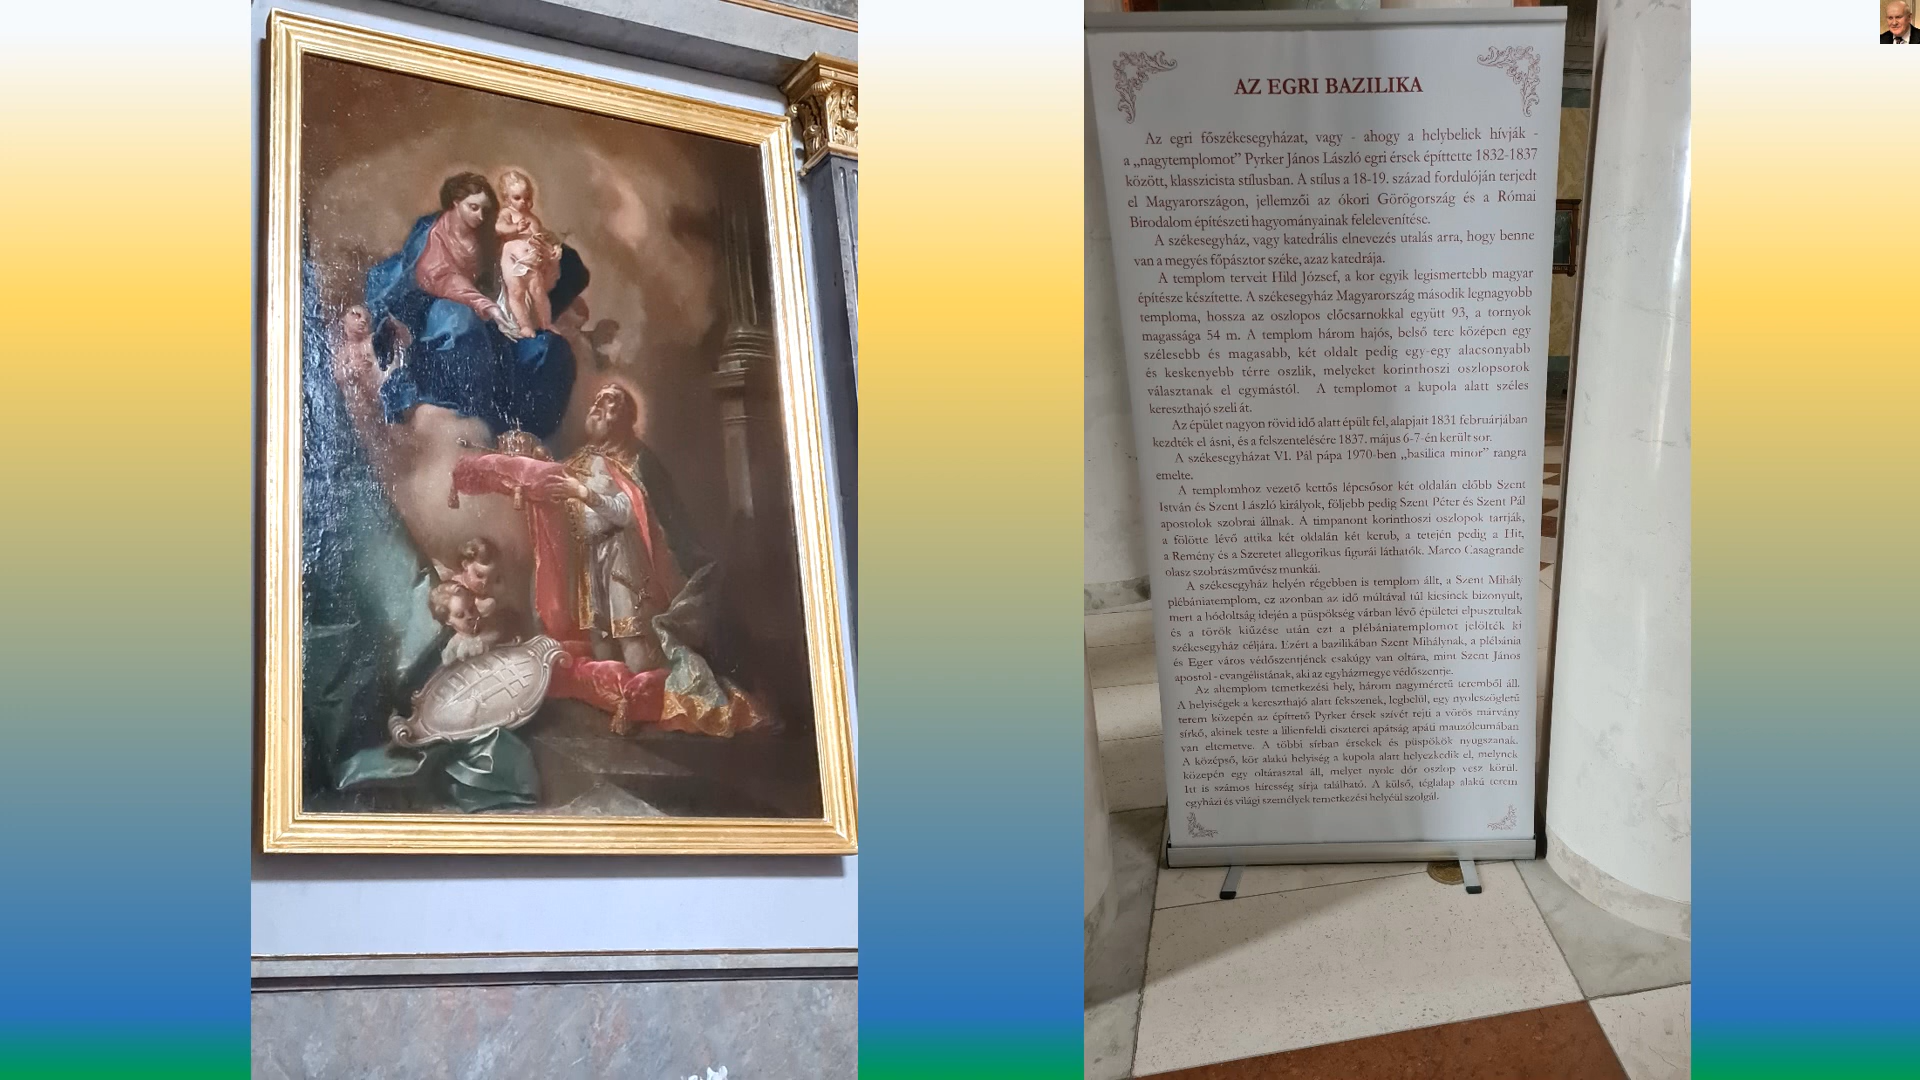 AZ EGRI BAZILIKA
Az egri főszékesegyházat, vagy - ahogy a helybeliek hívják -
a „nagytemplomot” Pyrker János László egri érsek építtette 1832-1837
között, klasszicista stílusban. A stílus a 18-19. század fordulóján terjedt
el Magyarországon, jellemzői az ókori Görögország és a Római
Birodalom építészeti hagyományainak felelevenítése.
A székesegyház, vagy katedrális elnevezés utalás arra, hogy benne
van a megyés főpásztor széke, azaz katedrája.
A templom terveit Hild József, a kor egyik legismertebb magyar
építésze készítette. A székesegyház Magyarország második legnagyobb
temploma, hossza az oszlopos előcsarnokkal együtt 93, a tornyok
magassága 54 m. A templom három hajós, belső tere középen egy
szélesebb és magasabb, két oldalt pedig egy-egy alacsonyabb
és keskenyebb térre oszlik, melyeket korinthoszi oszlopsorok
választanak el egymástól. A templomot a kupola alatt széles
kereszthajó szeli át.
Az épület nagyon rövid idő alatt épült fel, alapjait 1831 februárjában
kezdték el ásni, és a felszentelésére 1837. május 6-7-én került sor.
A székesegyházat VI. Pál pápa 1970-ben „basilica minor” rangra
emelte.
A templomhoz vezető kettős lépcsősor két oldalán előbb Szent
István és Szent László királyok, följebb pedig Szent Péter és Szent Pál
apostolok szobrai állnak. A timpanont korinthoszi oszlopok tartják,
a fölötte lévő attika két oldalán két kerub, a tetején pedig a Hit,
a Remény és a Szeretet allegorikus figurái láthatók. Marco Casagrande
olasz szobrászművész munkái.
A székesegyház helyén régebben is templom állt, a Szent Mihály
plébániatemplom, ez azonban az idő múltával túl kicsinek bizonyult,
mert a hódoltság idején a püspökség várban lévő épületei elpusztultak
és a török kiűzése után ezt a plébániatemplomot jelölték ki
székesegyház céljára. Ezért a bazilikában Szent Mihálynak, a plébánia
és Eger város védőszentjének csakúgy van oltára, mint Szent János
apostol - evangélistának, aki az egyházmegye védőszentje.
Az altemplom temetkezési hely, három nagyméretű teremből áll.
A helyiségek a kereszthajó alatt fekszenek, legbelül, egy nyolcszögletű
terem közepén az építtető Pyrker érsek szívét rejti a vörös márvány
sírkő, akinek teste a lilienfeldi ciszterci apátság apáti mauzóleumában
van eltemetve. A többi sírban érsekek és püspökök nyugszanak.
A középső, kör alakú helyiség a kupola alatt helyezkedik el, melynek
közepén egy oltárasztal áll, melyet nyolc dór oszlop vesz körül.
Itt is számos híresség sírja található. A külső, téglalap alakú terem
egyházi és világi személyek temetkezési helyéül szolgál.